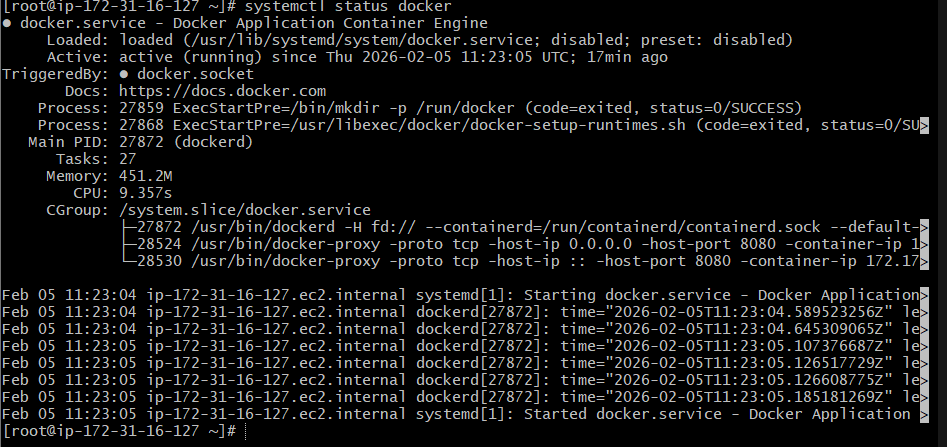 [root@ip-172-31-16-127 ~]# systemctl status docker
● docker.service - Docker Application Container Engine
     Loaded: loaded (/usr/lib/systemd/system/docker.service; disabled; preset: disabled)
     Active: active (running) since Thu 2026-02-05 11:23:05 UTC; 17min ago
TriggeredBy: ● docker.socket
       Docs: https://docs.docker.com
    Process: 27859 ExecStartPre=/bin/mkdir -p /run/docker (code=exited, status=0/SUCCESS)
    Process: 27868 ExecStartPre=/usr/libexec/docker/docker-setup-runtimes.sh (code=exited, status=0/SU>
   Main PID: 27872 (dockerd)
      Tasks: 27
     Memory: 451.2M
        CPU: 9.357s
     CGroup: /system.slice/docker.service
             ├─27872 /usr/bin/dockerd -H fd:// --containerd=/run/containerd/containerd.sock --default->
             ├─28524 /usr/bin/docker-proxy -proto tcp -host-ip 0.0.0.0 -host-port 8080 -container-ip 1>
             └─28530 /usr/bin/docker-proxy -proto tcp -host-ip :: -host-port 8080 -container-ip 172.17>
Feb 05 11:23:04 ip-172-31-16-127.ec2.internal systemd[1]: Starting docker.service - Docker Application>
Feb 05 11:23:04 ip-172-31-16-127.ec2.internal dockerd[27872]: time="2026-02-05T11:23:04.589523256Z" le>
Feb 05 11:23:04 ip-172-31-16-127.ec2.internal dockerd[27872]: time="2026-02-05T11:23:04.645309065Z" le>
Feb 05 11:23:05 ip-172-31-16-127.ec2.internal dockerd[27872]: time="2026-02-05T11:23:05.107376687Z" le>
Feb 05 11:23:05 ip-172-31-16-127.ec2.internal dockerd[27872]: time="2026-02-05T11:23:05.126517729Z" le>
Feb 05 11:23:05 ip-172-31-16-127.ec2.internal dockerd[27872]: time="2026-02-05T11:23:05.126608775Z" le>
Feb 05 11:23:05 ip-172-31-16-127.ec2.internal dockerd[27872]: time="2026-02-05T11:23:05.185181269Z" le>
Feb 05 11:23:05 ip-172-31-16-127.ec2.internal systemd[1]: Started docker.service - Docker Application >
[root@ip-172-31-16-127 ~]#